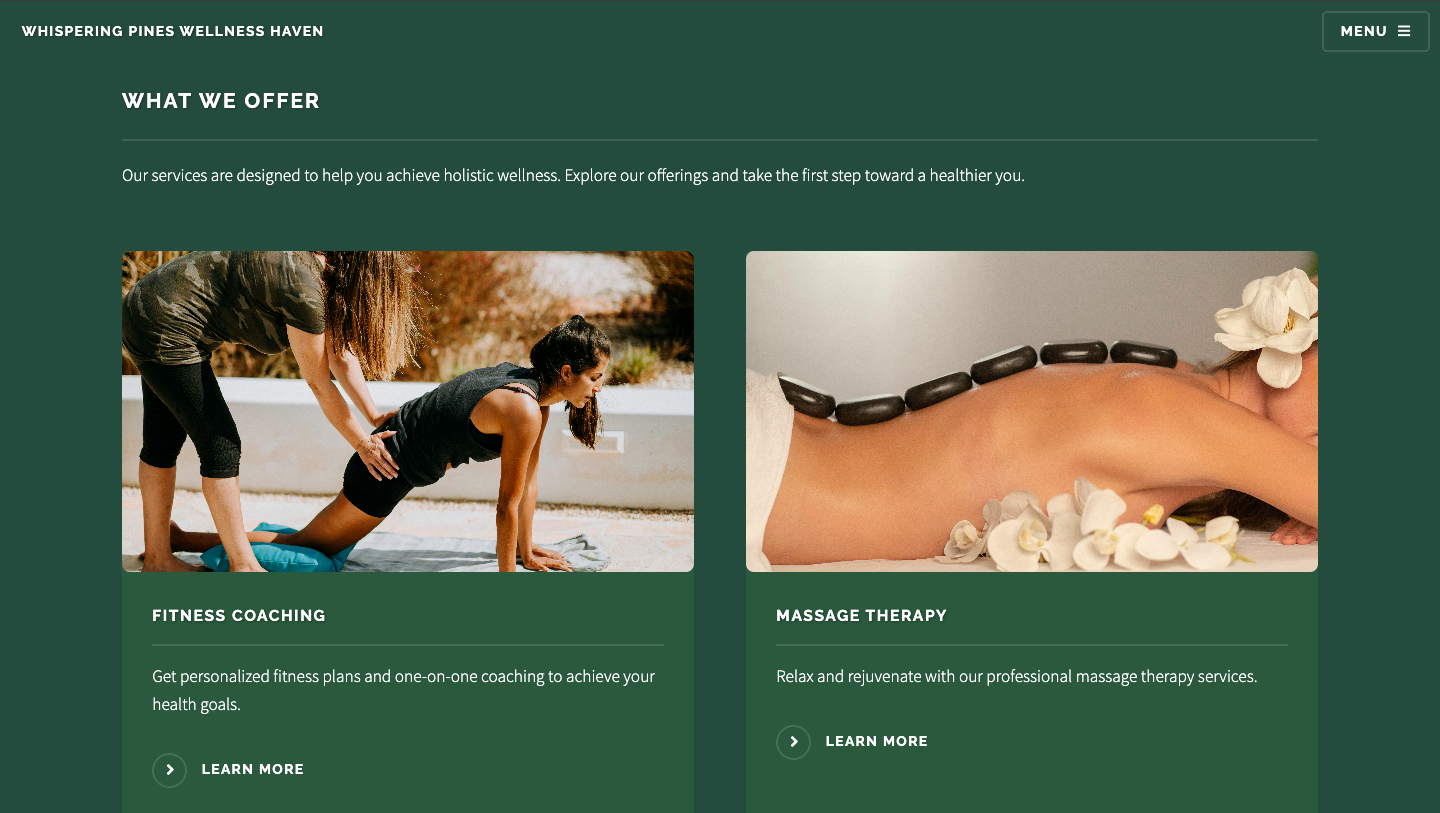 WHISPERING PINES WELLNESS HAVEN
MENU
WHAT WE OFFER
Our services are designed to help you achieve holistic wellness. Explore our offerings and take the first step toward a healthier you.
FITNESS COACHING
Get personalized fitness plans and one-on-one coaching to achieve your
health goals.
LEARN MORE
MASSAGE THERAPY
Relax and rejuvenate with our professional massage therapy services.
LEARN MORE